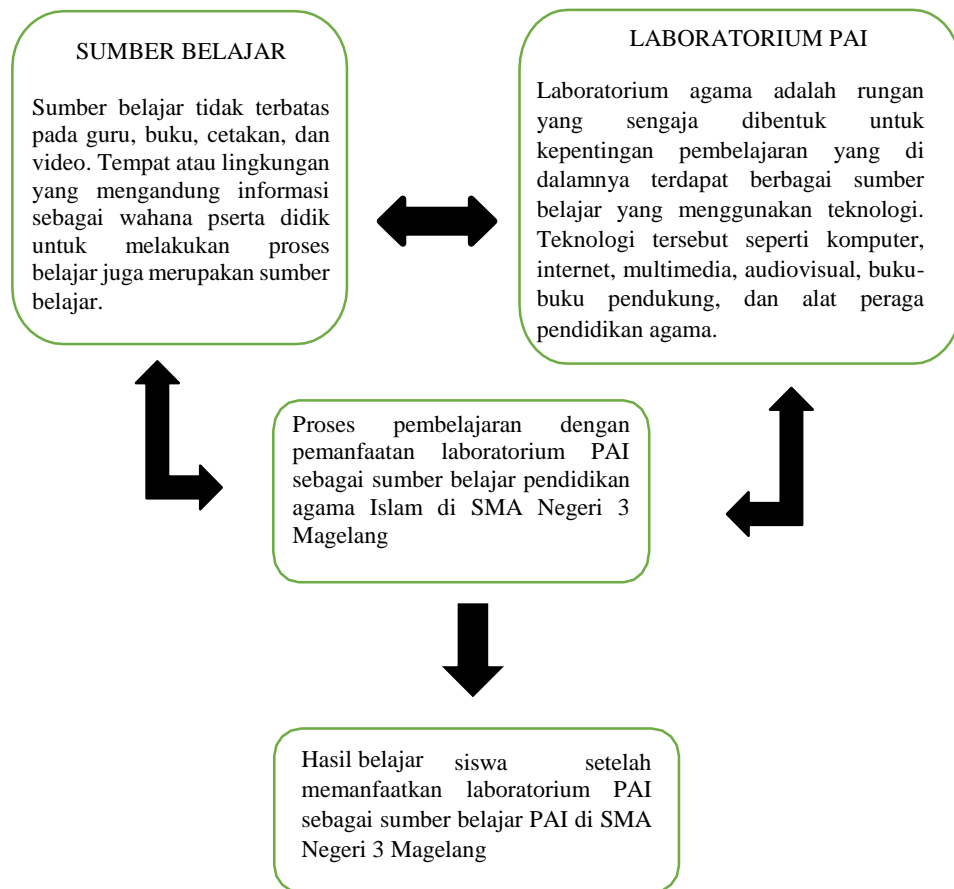 SUMBER BELAJAR
Sumber belajar tidak terbatas
pada guru, buku, cetakan, dan
video. Tempat atau lingkungan
yang mengandung informasi
sebagai wahana pserta didik
untuk melakukan proses
belajar juga merupakan sumber
belajar.
LABORATORIUM PAI
Laboratorium agama adalah rungan
yang sengaja dibentuk untuk
kepentingan pembelajaran yang di
dalamnya terdapat berbagai sumber
belajar yang menggunakan teknologi.
Teknologi tersebut seperti komputer,
internet, multimedia, audiovisual, buku-
buku pendukung, dan alat peraga
pendidikan agama.
Proses pembelajaran dengan
pemanfaatan laboratorium PAI
sebagai sumber belajar pendidikan
agama Islam di SMA Negeri 3
Magelang
Hasil belajar siswa setelah
memanfaatkan laboratorium PAI
sebagai sumber belajar PAI di SMA
Negeri 3 Magelang